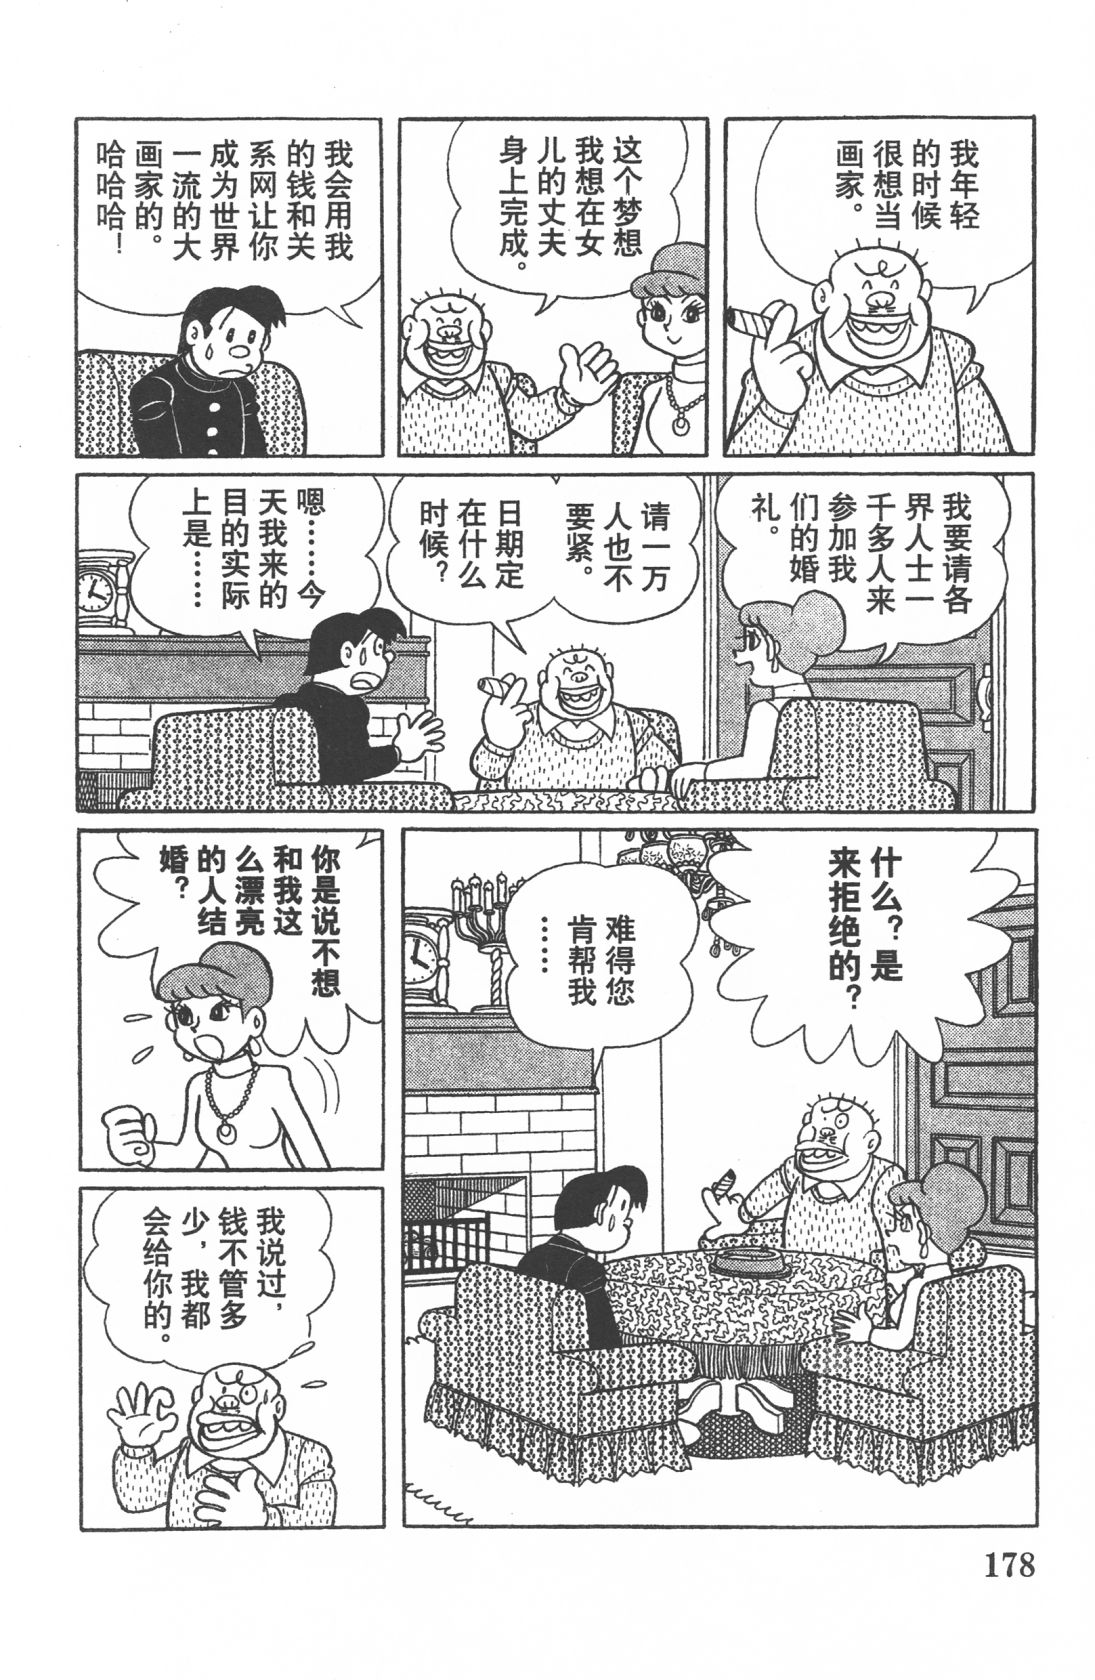 我年轻
的时候
很想当
画家。
这个梦想
我想在女
儿的丈夫
身上完成。
我会用我
的钱和关
系网让你
成为世界
一流的大
画家的。
哈哈哈！
我要请各
界人士一
千多人来
参加我
们的婚
礼。
请一万
人也不
要紧。
日期定
在什么
时候？
嗯……今
天我来的
目的实际
上是……
什么？是
来拒绝的？
难得您
肯帮我
……
你是说不想
和我这
么漂亮
的人结
婚？
我说过，
钱不管多
少，我都
会给你的。
178